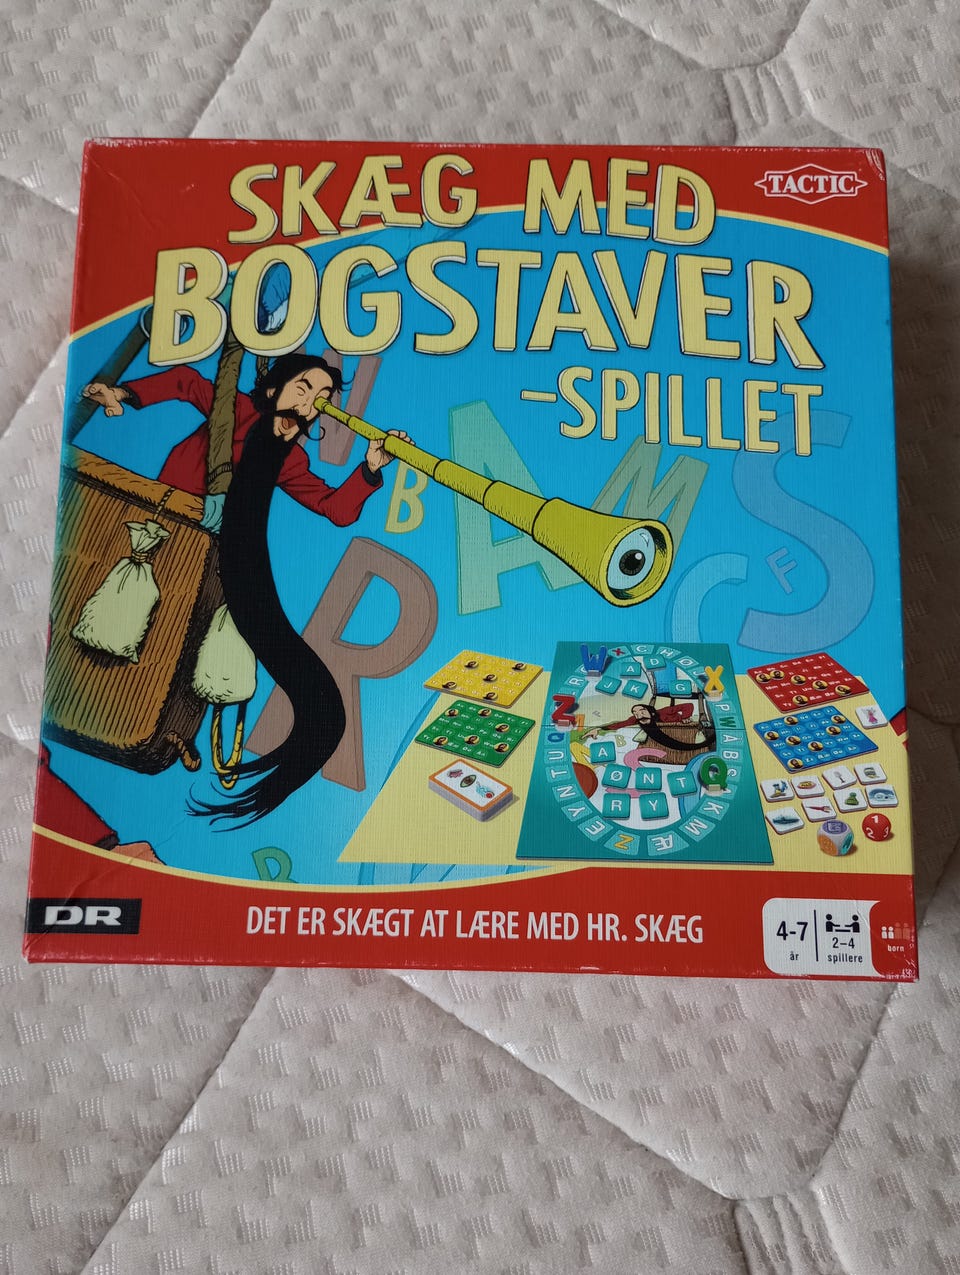 SKÆG MED
TACTIC
BOGSTAVER
-SPILLET
B A M S
F
C
R
B
DR
DET ER SKÆGT AT LÆRE MED HR. SKÆG
4-7
år
2-4
spillere
børn